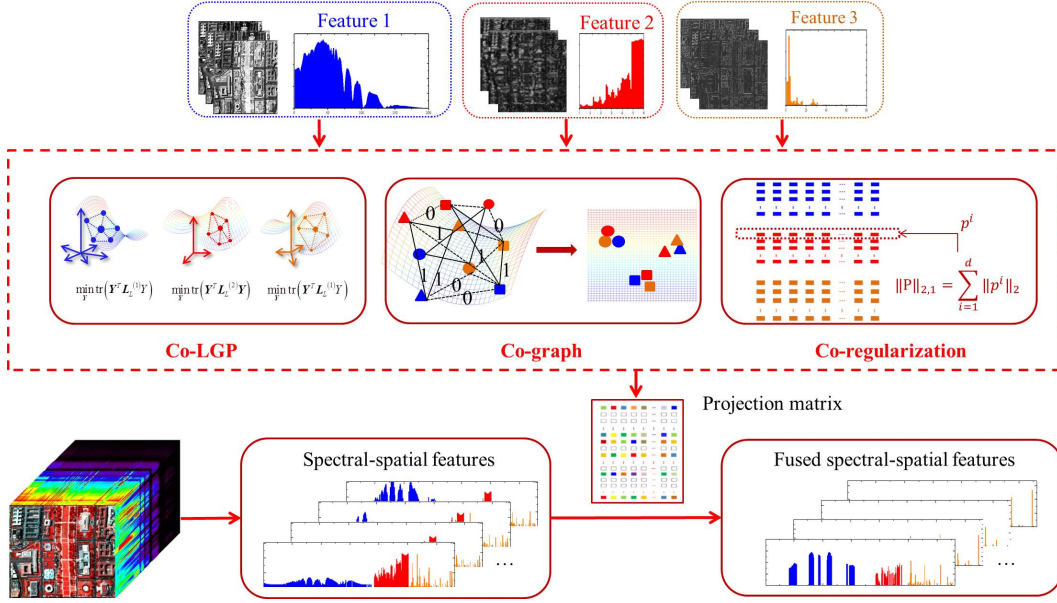 Feature 1
Feature 2
Feature 3
min tr(Y^T L_L^(1) Y)
Y
min tr(Y^T L_L^(2) Y)
Y
min tr(Y^T L_L^(1) Y)
Y
0
0
1
1
1
1
1
0
0
p^i
‖P‖_2,1 = ∑_{i=1}^{d} ‖p^i‖_2
Co-LGP
Co-graph
Co-regularization
Projection matrix
Spectral-spatial features
...
Fused spectral-spatial features
...